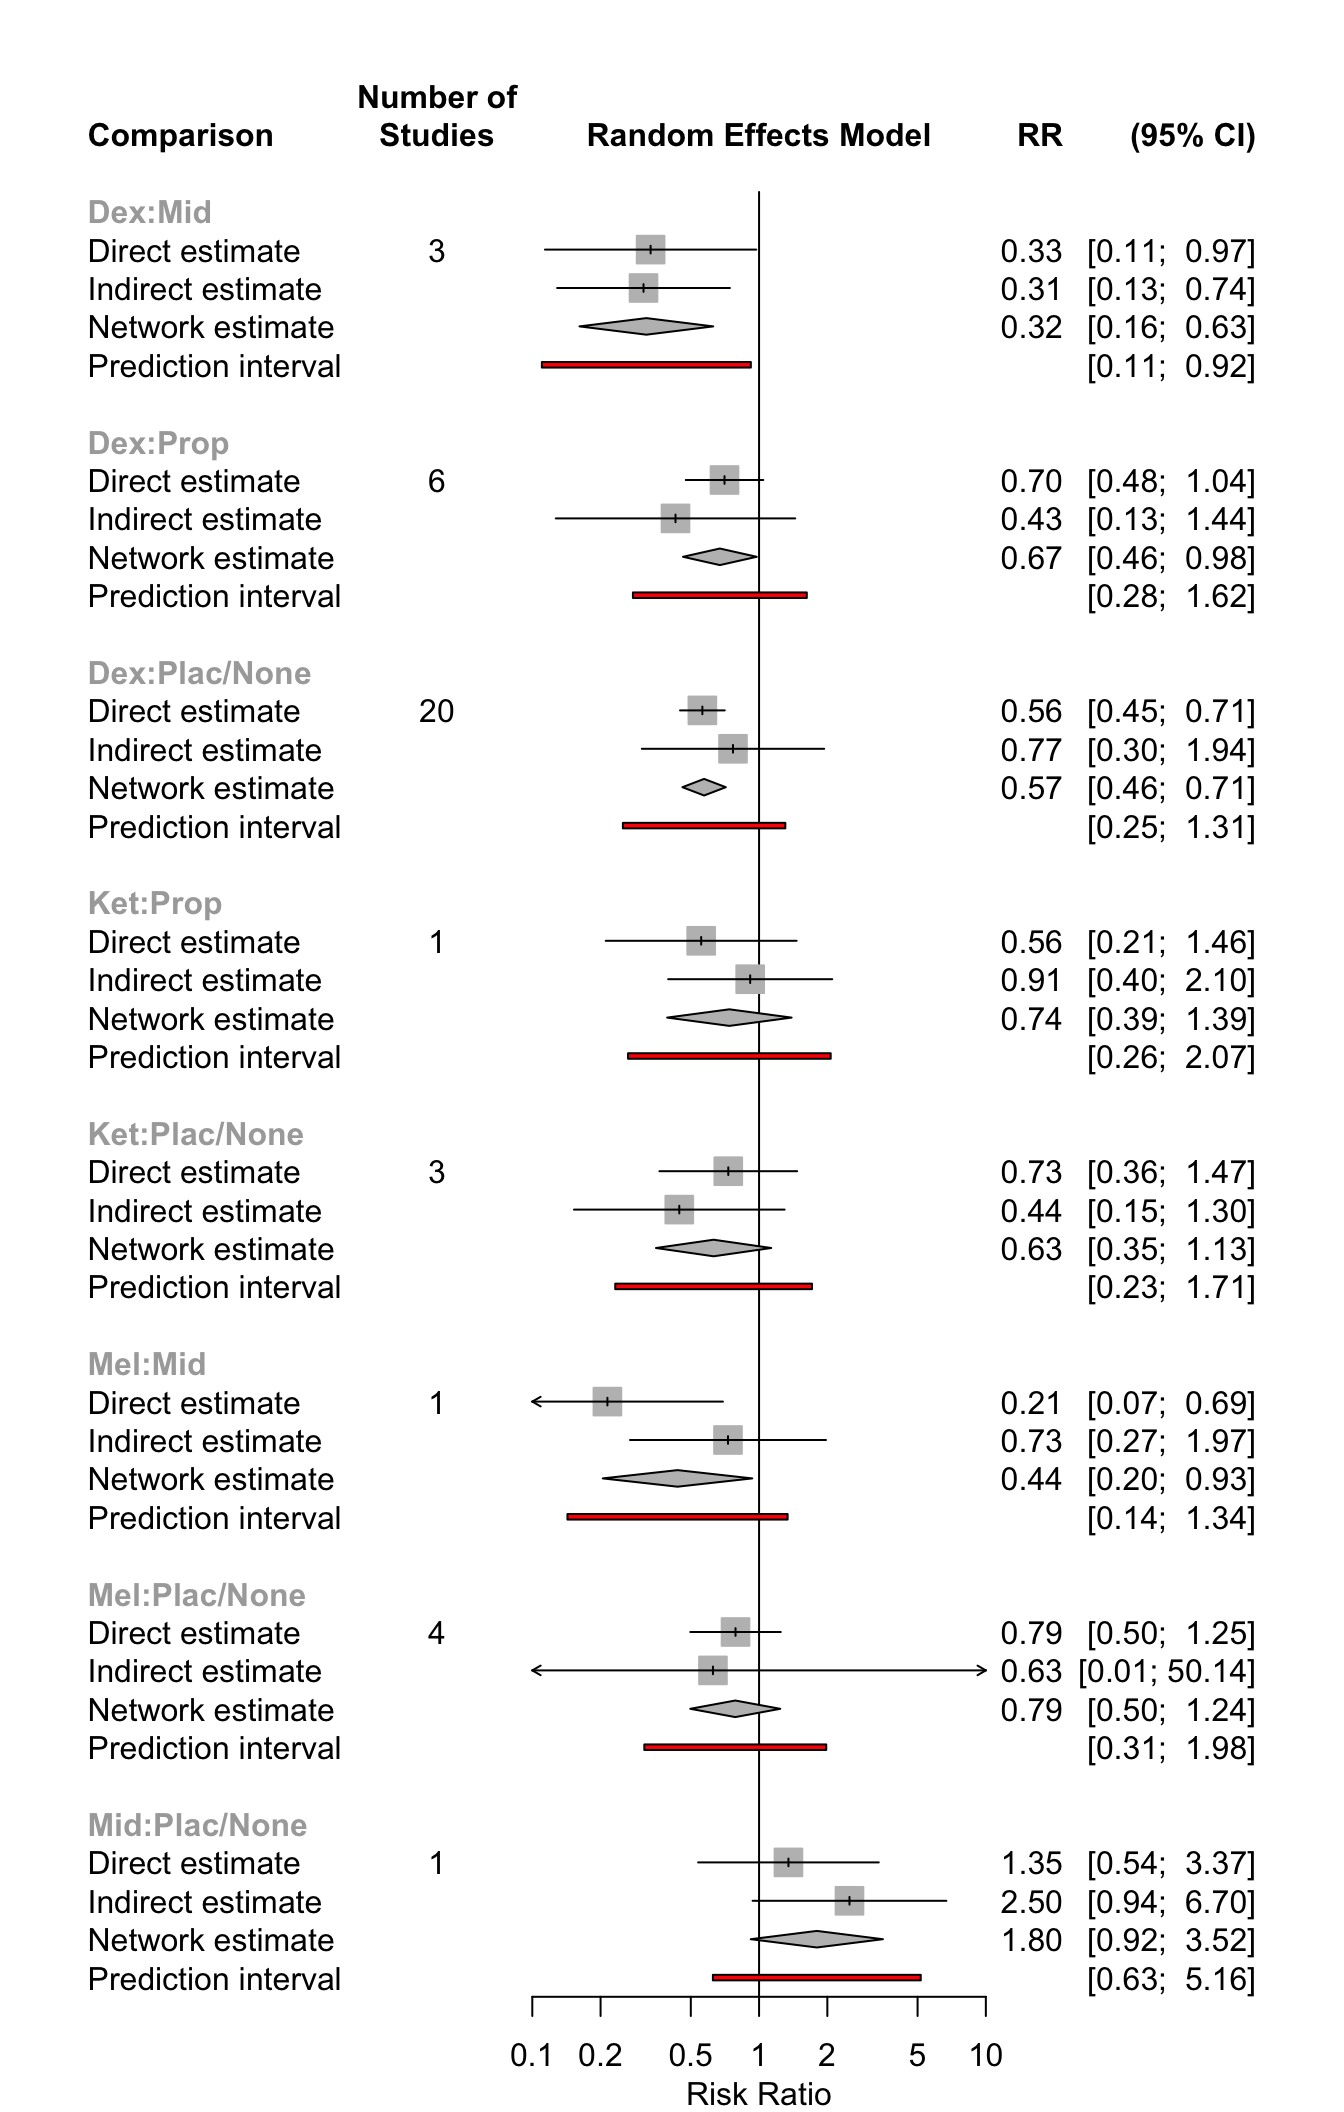 Number of
Comparison Studies Random Effects Model RR (95% CI)
Dex:Mid
Direct estimate 3 0.33 [0.11; 0.97]
Indirect estimate 0.31 [0.13; 0.74]
Network estimate 0.32 [0.16; 0.63]
Prediction interval [0.11; 0.92]
Dex:Prop
Direct estimate 6 0.70 [0.48; 1.04]
Indirect estimate 0.43 [0.13; 1.44]
Network estimate 0.67 [0.46; 0.98]
Prediction interval [0.28; 1.62]
Dex:Plac/None
Direct estimate 20 0.56 [0.45; 0.71]
Indirect estimate 0.77 [0.30; 1.94]
Network estimate 0.57 [0.46; 0.71]
Prediction interval [0.25; 1.31]
Ket:Prop
Direct estimate 1 0.56 [0.21; 1.46]
Indirect estimate 0.91 [0.40; 2.10]
Network estimate 0.74 [0.39; 1.39]
Prediction interval [0.26; 2.07]
Ket:Plac/None
Direct estimate 3 0.73 [0.36; 1.47]
Indirect estimate 0.44 [0.15; 1.30]
Network estimate 0.63 [0.35; 1.13]
Prediction interval [0.23; 1.71]
Mel:Mid
Direct estimate 1 0.21 [0.07; 0.69]
Indirect estimate 0.73 [0.27; 1.97]
Network estimate 0.44 [0.20; 0.93]
Prediction interval [0.14; 1.34]
Mel:Plac/None
Direct estimate 4 0.79 [0.50; 1.25]
Indirect estimate 0.63 [0.01; 50.14]
Network estimate 0.79 [0.50; 1.24]
Prediction interval [0.31; 1.98]
Mid:Plac/None
Direct estimate 1 1.35 [0.54; 3.37]
Indirect estimate 2.50 [0.94; 6.70]
Network estimate 1.80 [0.92; 3.52]
Prediction interval [0.63; 5.16]
0.1 0.2 0.5 1 2 5 10
Risk Ratio